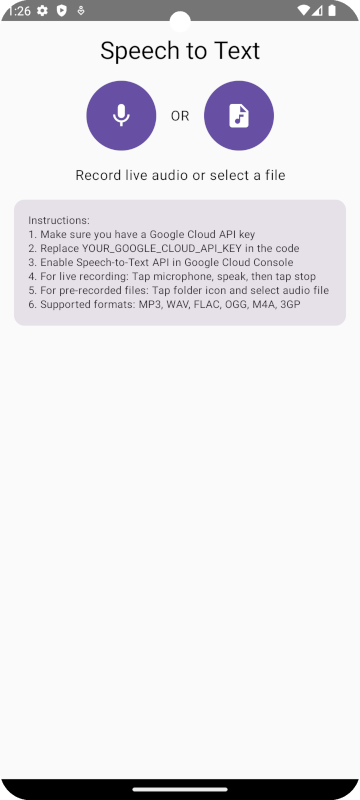 1:26
Speech to Text
OR
Record live audio or select a file
Instructions:
1. Make sure you have a Google Cloud API key
2. Replace YOUR_GOOGLE_CLOUD_API_KEY in the code
3. Enable Speech-to-Text API in Google Cloud Console
4. For live recording: Tap microphone, speak, then tap stop
5. For pre-recorded files: Tap folder icon and select audio file
6. Supported formats: MP3, WAV, FLAC, OGG, M4A, 3GP